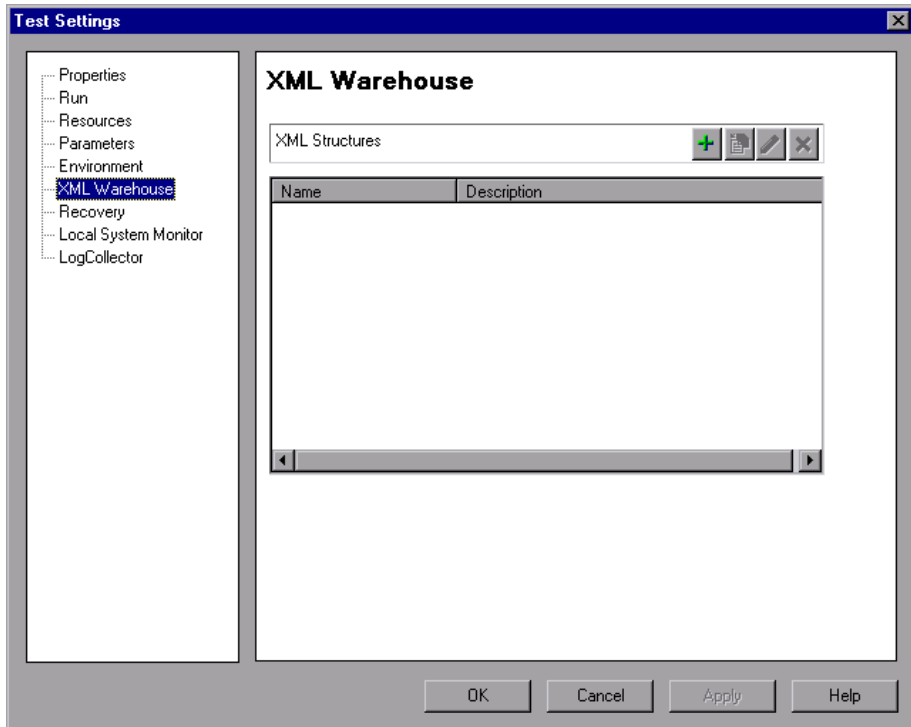 Test Settings
Properties
Run
Resources
Parameters
Environment
XML Warehouse
Recovery
Local System Monitor
LogCollector
XML Warehouse
XML Structures
Name Description
OK Cancel Apply Help